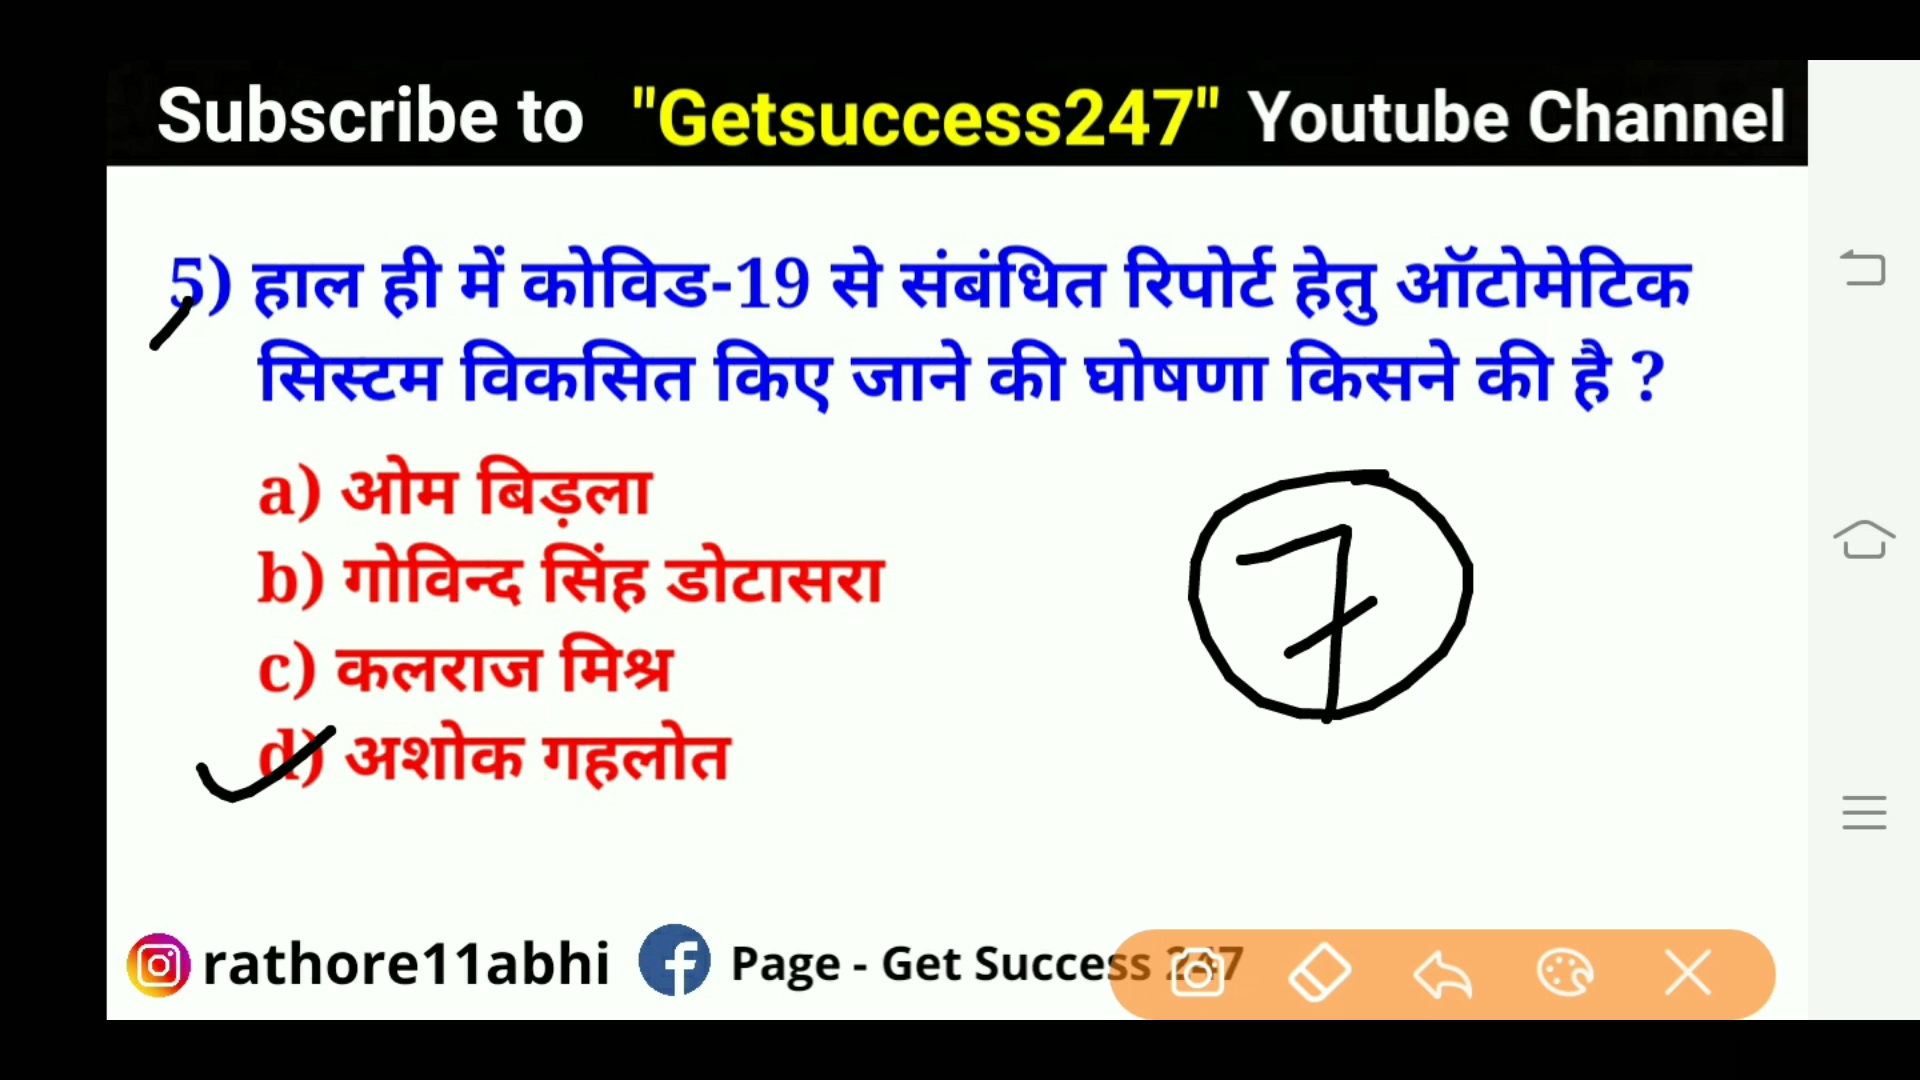 Subscribe to "Getsuccess247" Youtube Channel
5) हाल ही में कोविड-19 से संबंधित रिपोर्ट हेतु ऑटोमेटिक
सिस्टम विकसित किए जाने की घोषणा किसने की है ?
a) ओम बिड़ला
b) गोविन्द सिंह डोटासरा
c) कलराज मिश्र
d) अशोक गहलोत
7
rathore11abhi Page - Get Success 247